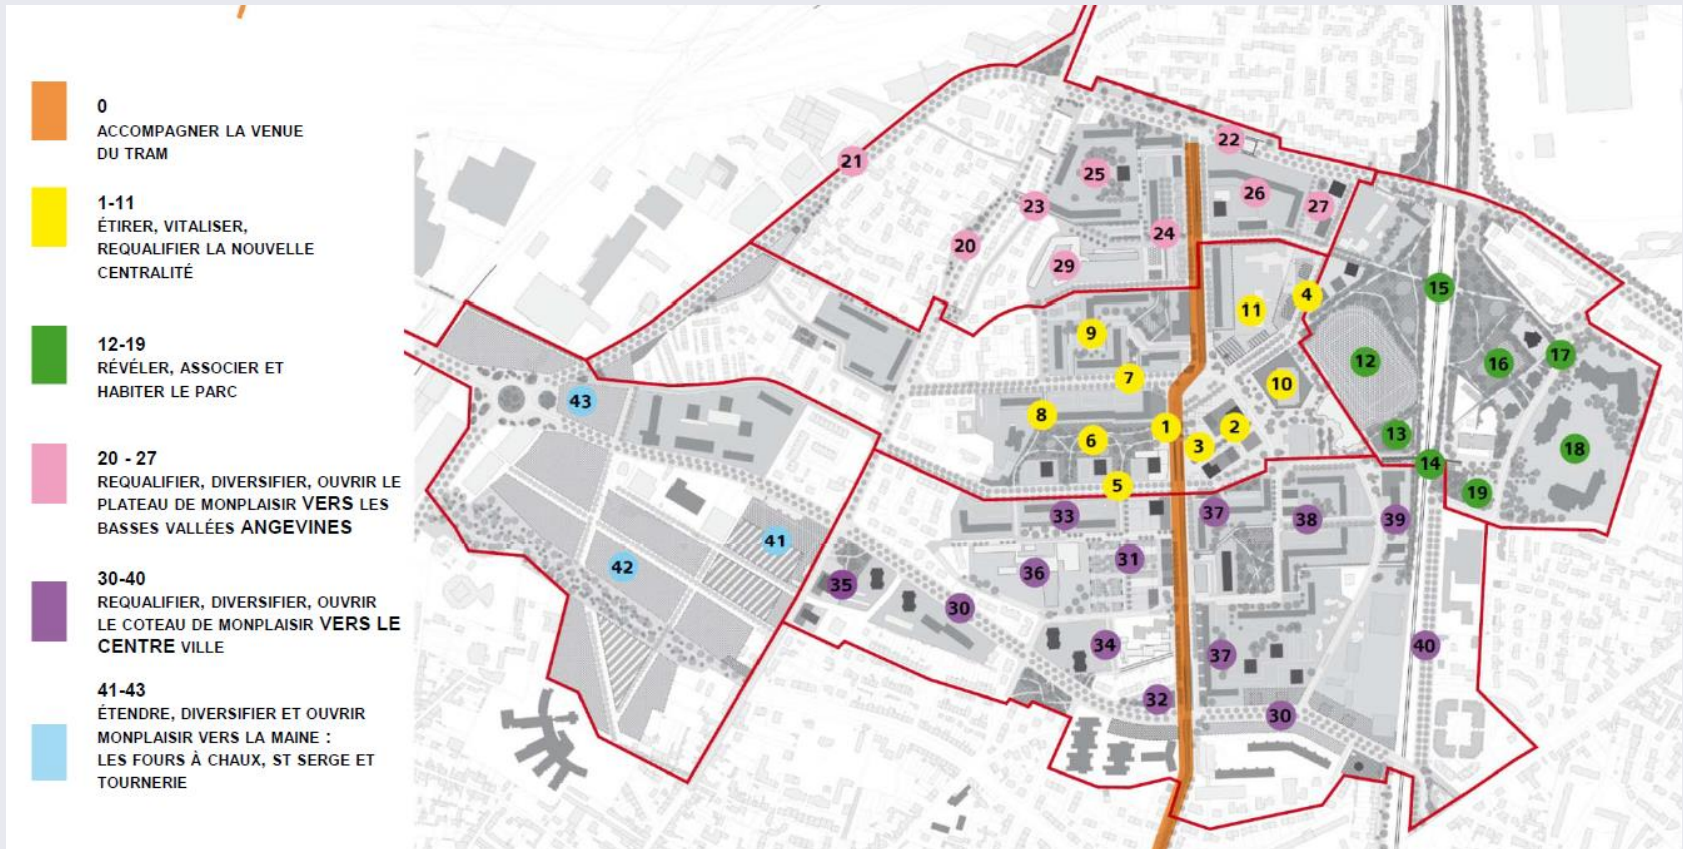 0
ACCOMPAGNER LA VENUE
DU TRAM
1-11
ÉTIRER, VITALISER,
REQUALIFIER LA NOUVELLE
CENTRALITÉ
12-19
RÉVÉLER, ASSOCIER ET
HABITER LE PARC
20 - 27
REQUALIFIER, DIVERSIFIER, OUVRIR LE
PLATEAU DE MONPLAISIR VERS LES
BASSES VALLÉES ANGEVINES
30-40
REQUALIFIER, DIVERSIFIER, OUVRIR
LE COTEAU DE MONPLAISIR VERS LE
CENTRE VILLE
41-43
ÉTENDRE, DIVERSIFIER ET OUVRIR
MONPLAISIR VERS LA MAINE :
LES FOURS À CHAUX, ST SERGE ET
TOURNERIE
22
21
25
26
27
23
24
20
29
15
4
11
9
17
12
16
7
10
43
8
1
2
13
6
3
18
14
5
19
33
37
38
39
41
31
42
36
35
30
34
37
40
32
30